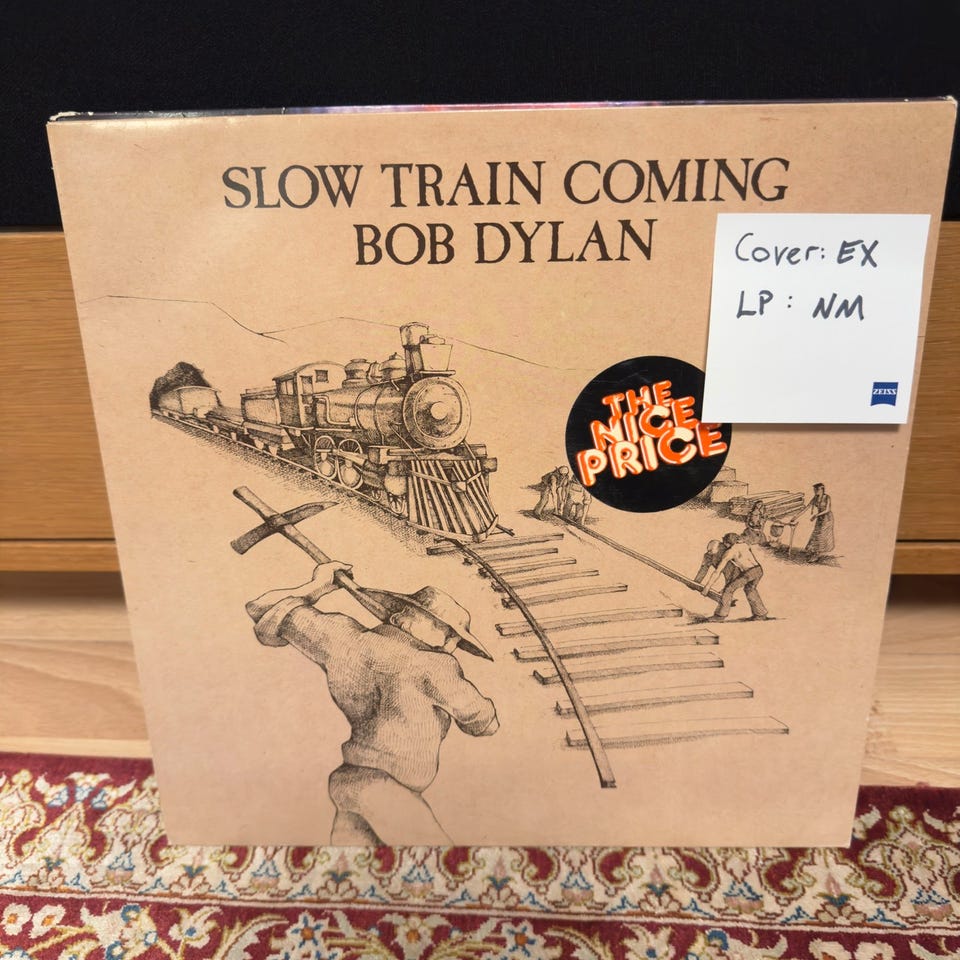 SLOW TRAIN COMING
BOB DYLAN
Cover: EX
LP: NM
ZEISS
THE
NICE
PRICE